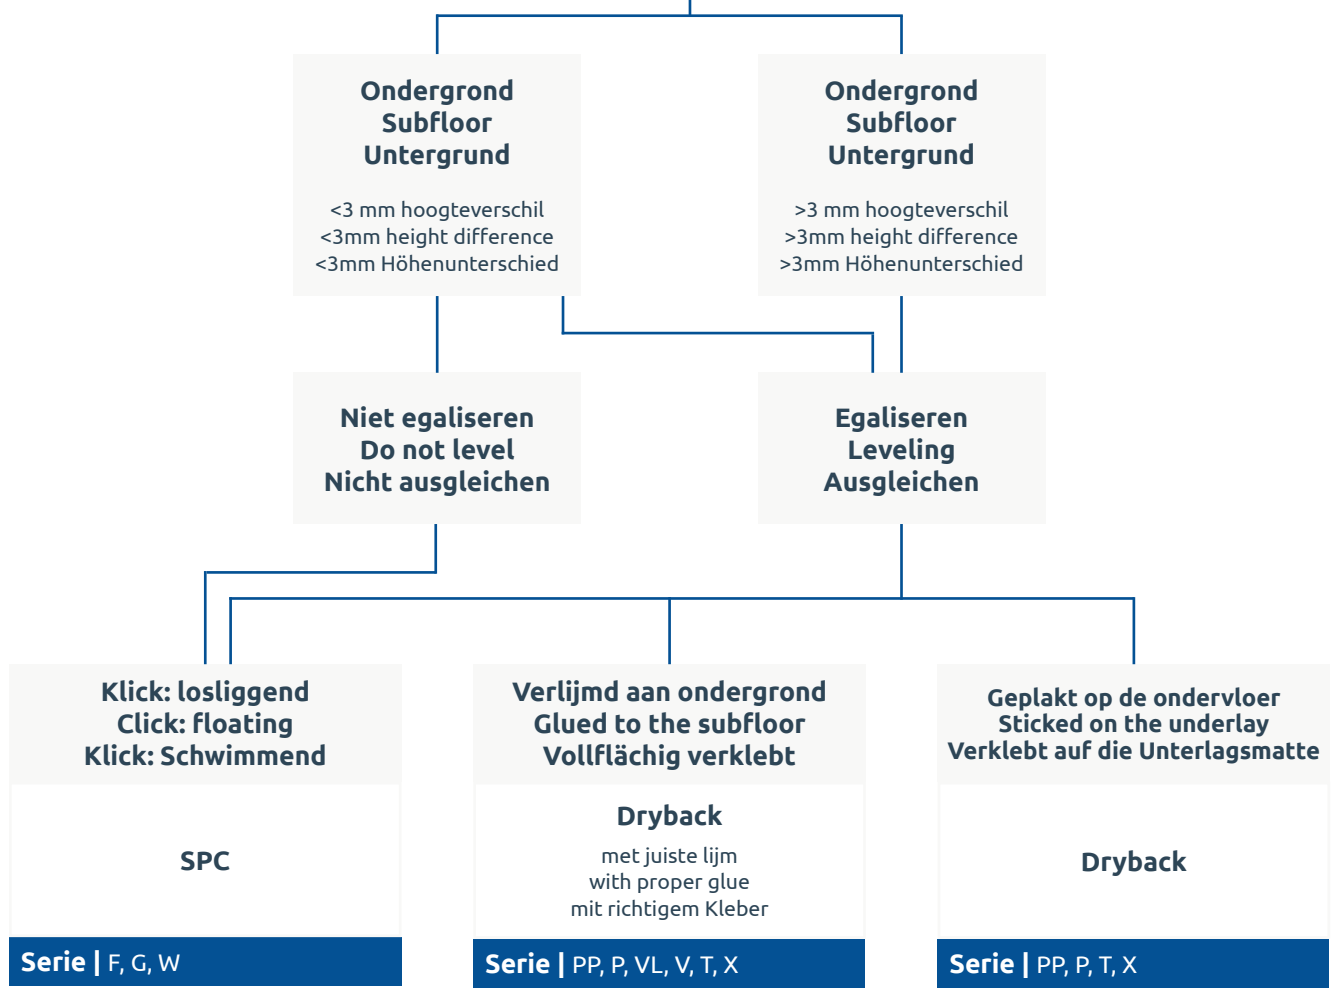 Ondergrond
Subfloor
Untergrund
<3 mm hoogteverschil
<3mm height difference
<3mm Höhenunterschied
Ondergrond
Subfloor
Untergrund
>3 mm hoogteverschil
>3mm height difference
>3mm Höhenunterschied
Niet egaliseren
Do not level
Nicht ausgleichen
Egaliseren
Leveling
Ausgleichen
Klick: losliggend
Click: floating
Klick: Schwimmend
SPC
Serie | F, G, W
Verlijmd aan ondergrond
Glued to the subfloor
Vollflächig verklebt
Dryback
met juiste lijm
with proper glue
mit richtigem Kleber
Serie | PP, P, VL, V, T, X
Geplakt op de ondervloer
Sticked on the underlay
Verklebt auf die Unterlagsmatte
Dryback
Serie | PP, P, T, X